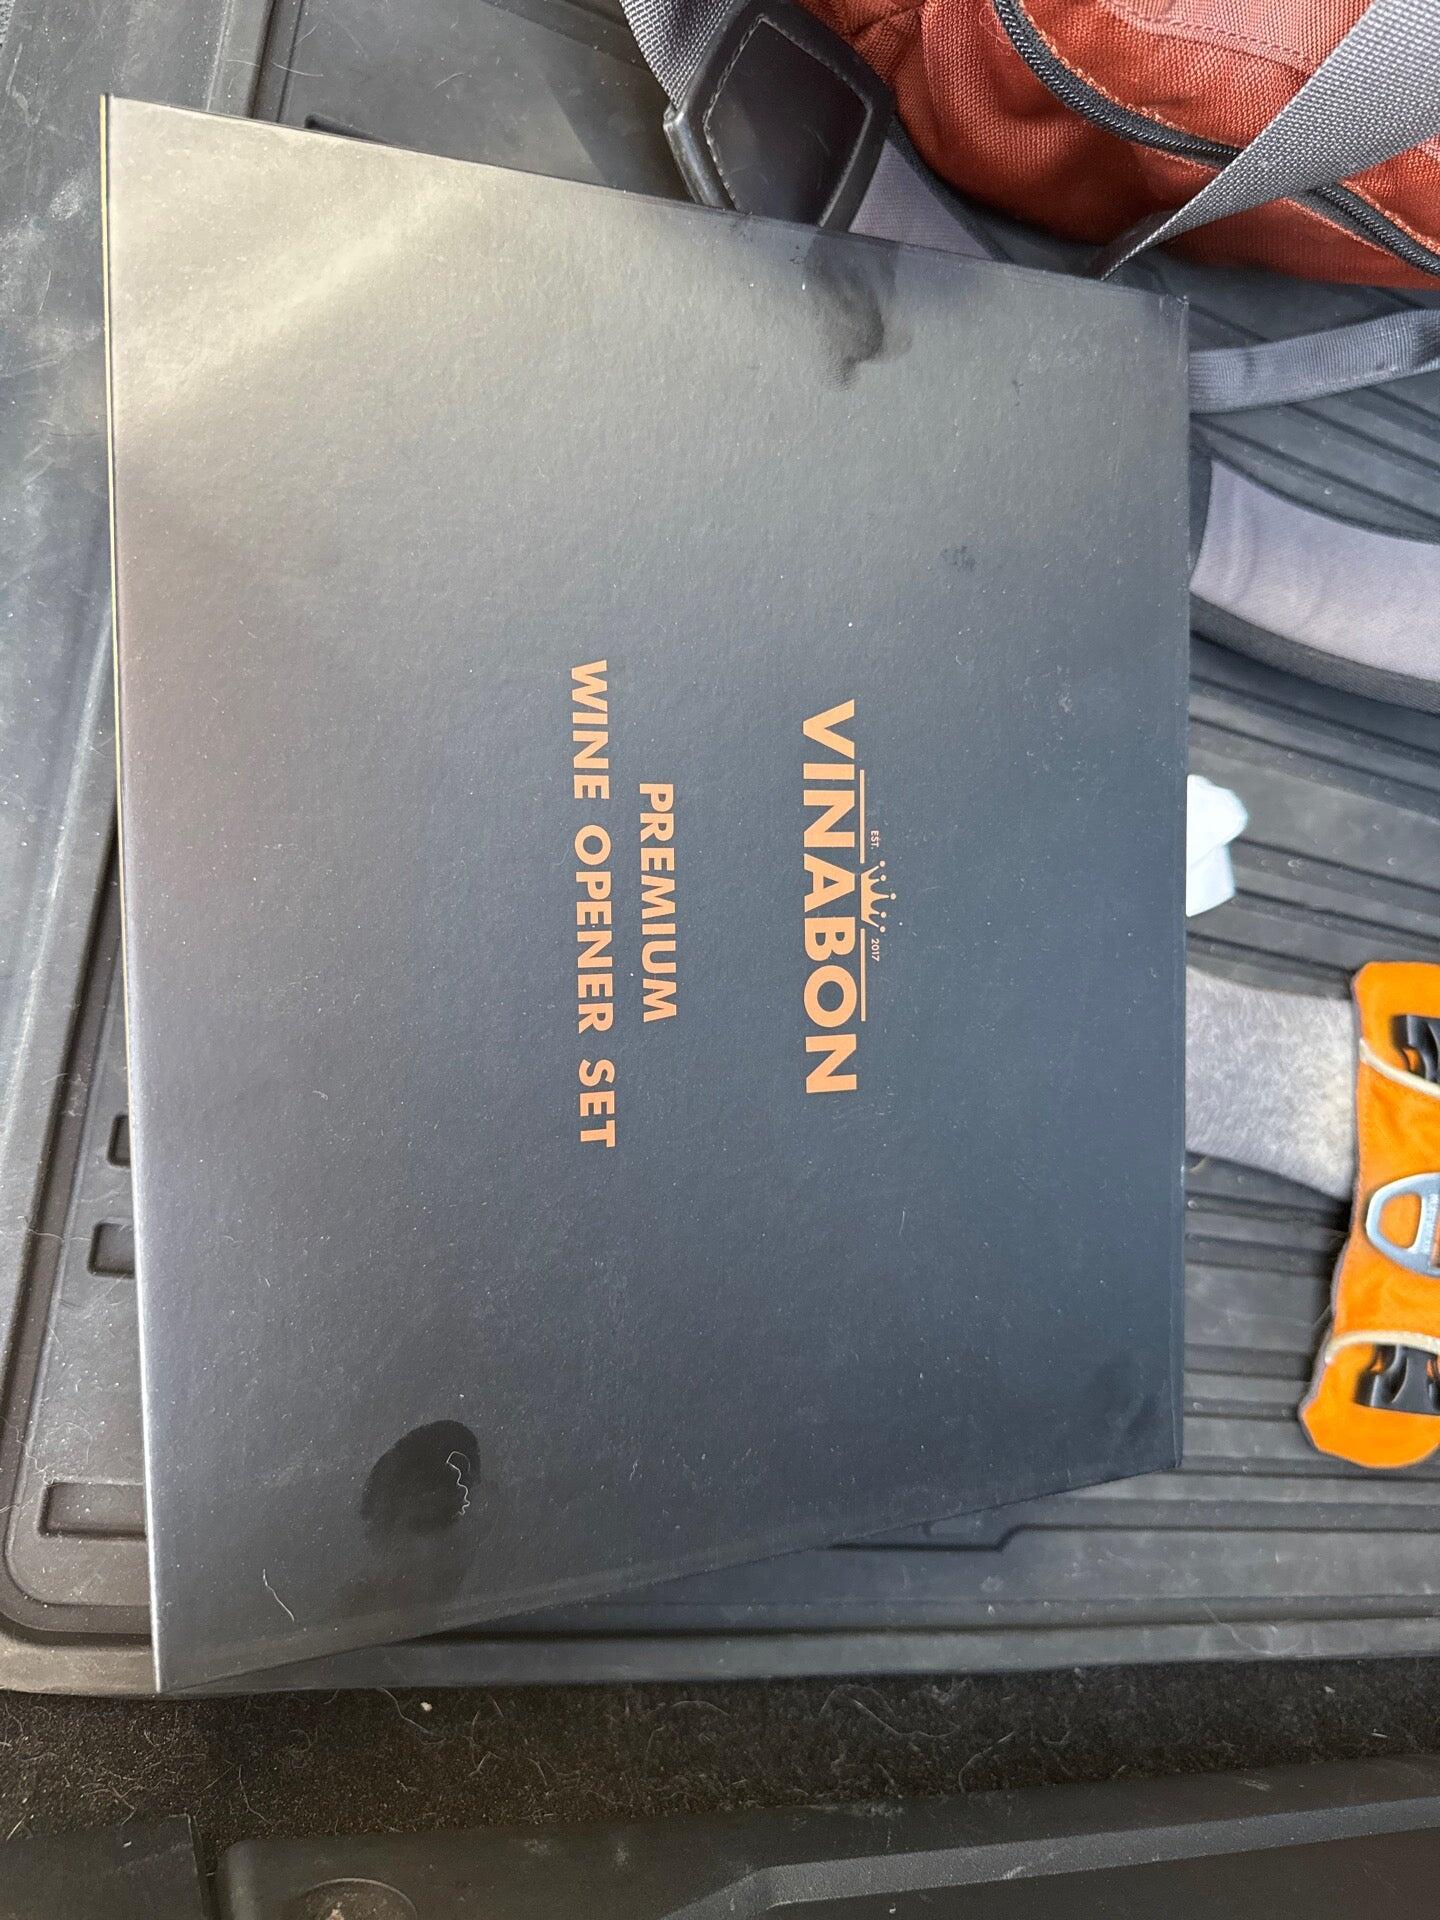 EST. 2017
VINABON
PREMIUM
WINE OPENER SET